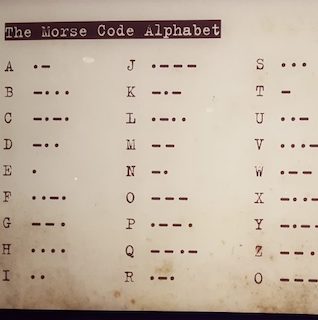 The Morse Code Alphabet
A •–
J •–––
S •••
B –•••
K –•–
T –
C –•–•
L •–••
U ••–
D –••
M ––
V •••–
E •
N –•
W •––
F ••–•
O –––
X –••–
G ––•
P •––•
Y –•––
H ••••
Q ––•–
Z ––•
I ••
R •–•
O –––